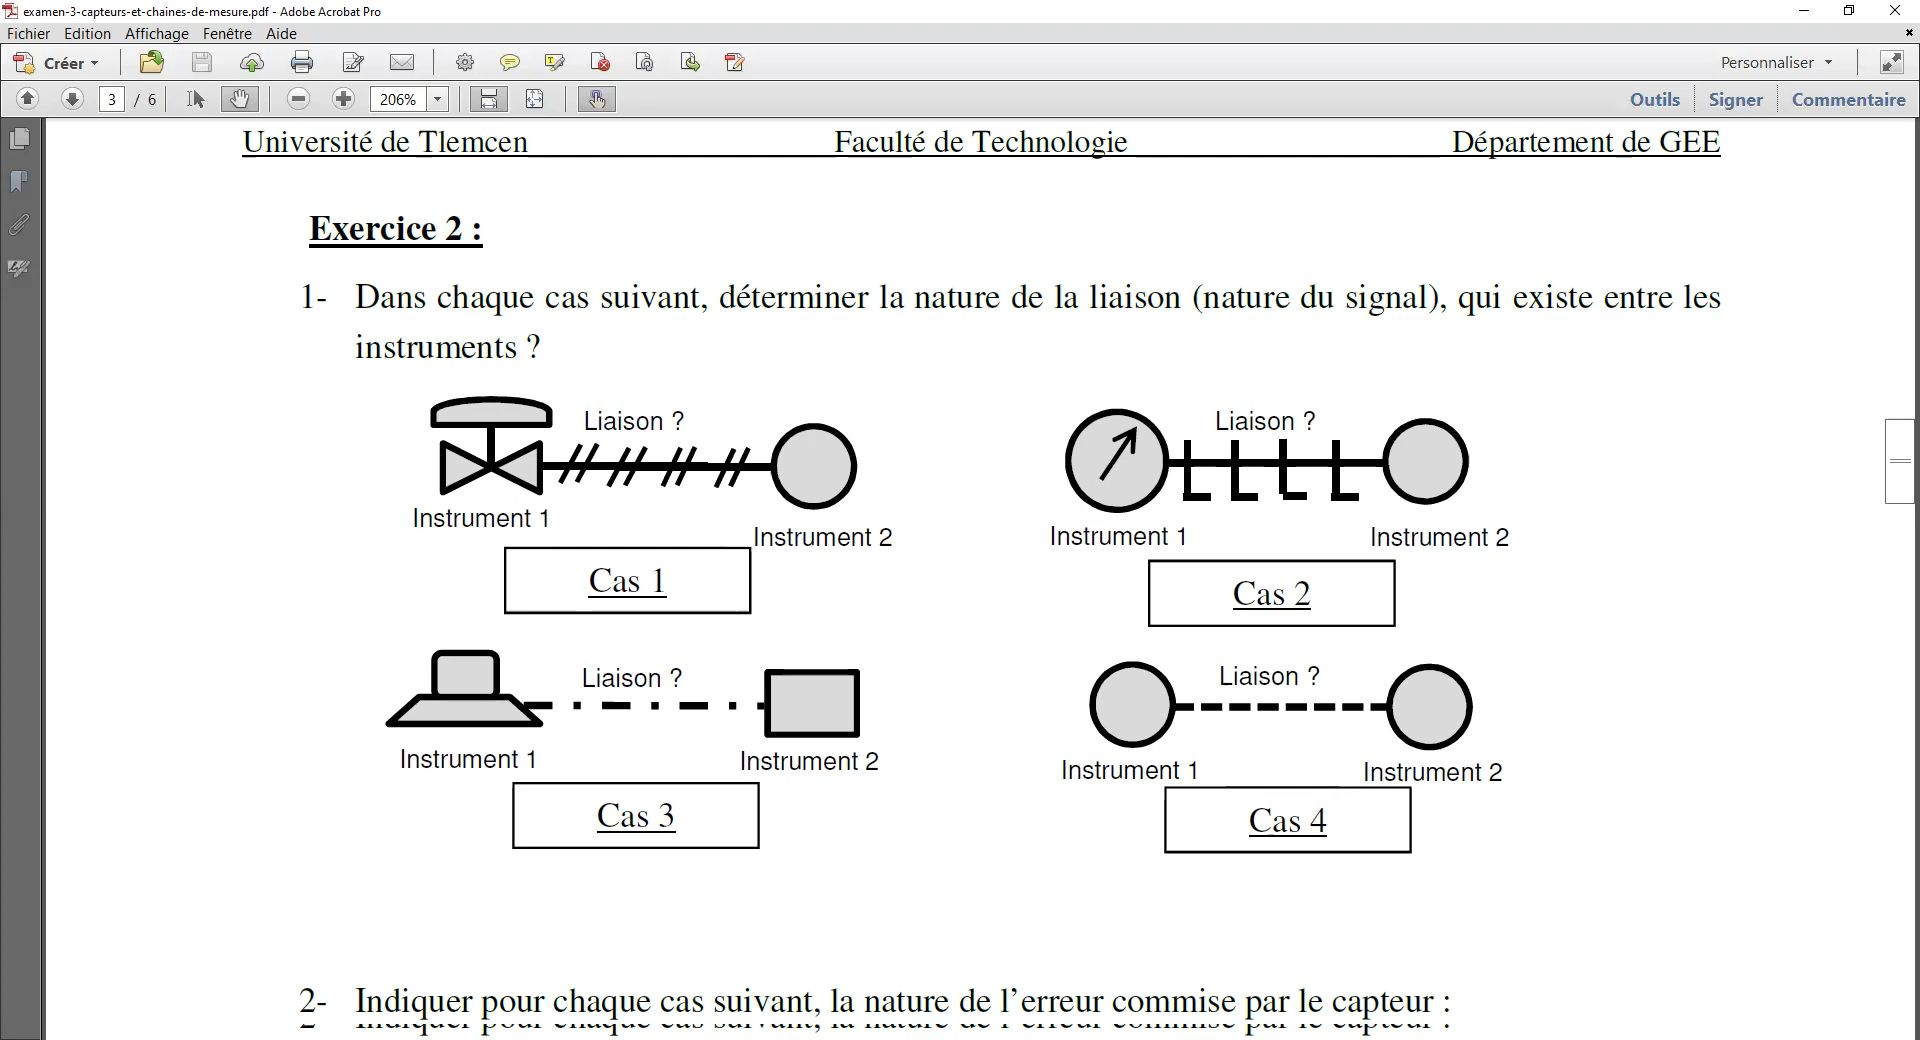 examen-3-capteurs-et-chaines-de-mesure.pdf - Adobe Acrobat Pro
Fichier Edition Affichage Fenêtre Aide
Créer
Personnaliser
3 / 6
206%
Outils Signer Commentaire
Université de Tlemcen Faculté de Technologie Département de GEE
Exercice 2 :
1- Dans chaque cas suivant, déterminer la nature de la liaison (nature du signal), qui existe entre les
instruments ?
Liaison ?
Instrument 1
Instrument 2
Cas 1
Liaison ?
Instrument 1
Instrument 2
Cas 2
Liaison ?
Instrument 1
Instrument 2
Cas 3
Liaison ?
Instrument 1
Instrument 2
Cas 4
2- Indiquer pour chaque cas suivant, la nature de l’erreur commise par le capteur :